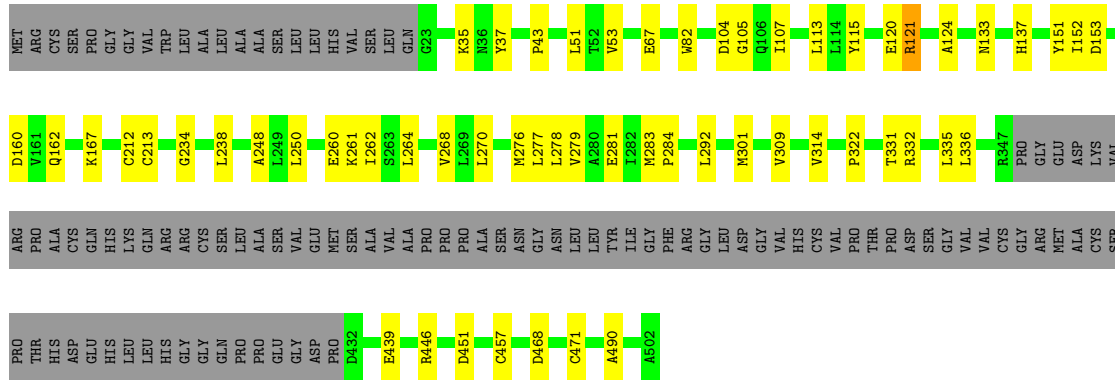 MET ARG CYS SER PRO GLY GLY VAL TRP LEU ALA LEU ALA ALA SER LEU LEU HIS VAL SER LEU GLN G23 K35 N36 Y37 P43 L51 T52 V53 E67 W82 D104 G105 Q106 I107 L113 L114 Y115 E120 R121 A124 N133 H137 Y151 I152 D153
D160 V161 Q162 K167 C212 C213 G234 L238 A248 L249 L250 E260 K261 I262 S263 L264 V268 L269 L270 M276 L277 L278 V279 A280 E281 I282 M283 P284 L292 M301 V309 V314 P322 T331 R332 L335 L336 R347 PRO GLY GLU ASP LYS VAL
ARG PRO ALA CYS GLN HIS LYS GLN ARG ARG CYS SER LEU ALA SER VAL GLU MET SER ALA VAL ALA PRO PRO PRO ALA SER ASN GLY ASN LEU LEU TYR ILE GLY PHE ARG GLY LEU ASP GLY VAL HIS CYS VAL PRO THR PRO ASP SER GLY VAL VAL CYS GLY ARG MET ALA CYS SER
PRO THR HIS ASP GLU HIS LEU LEU HIS GLY GLY GLN PRO PRO GLU GLY ASP PRO D432 E439 R446 D451 C457 D468 C471 A490 A502